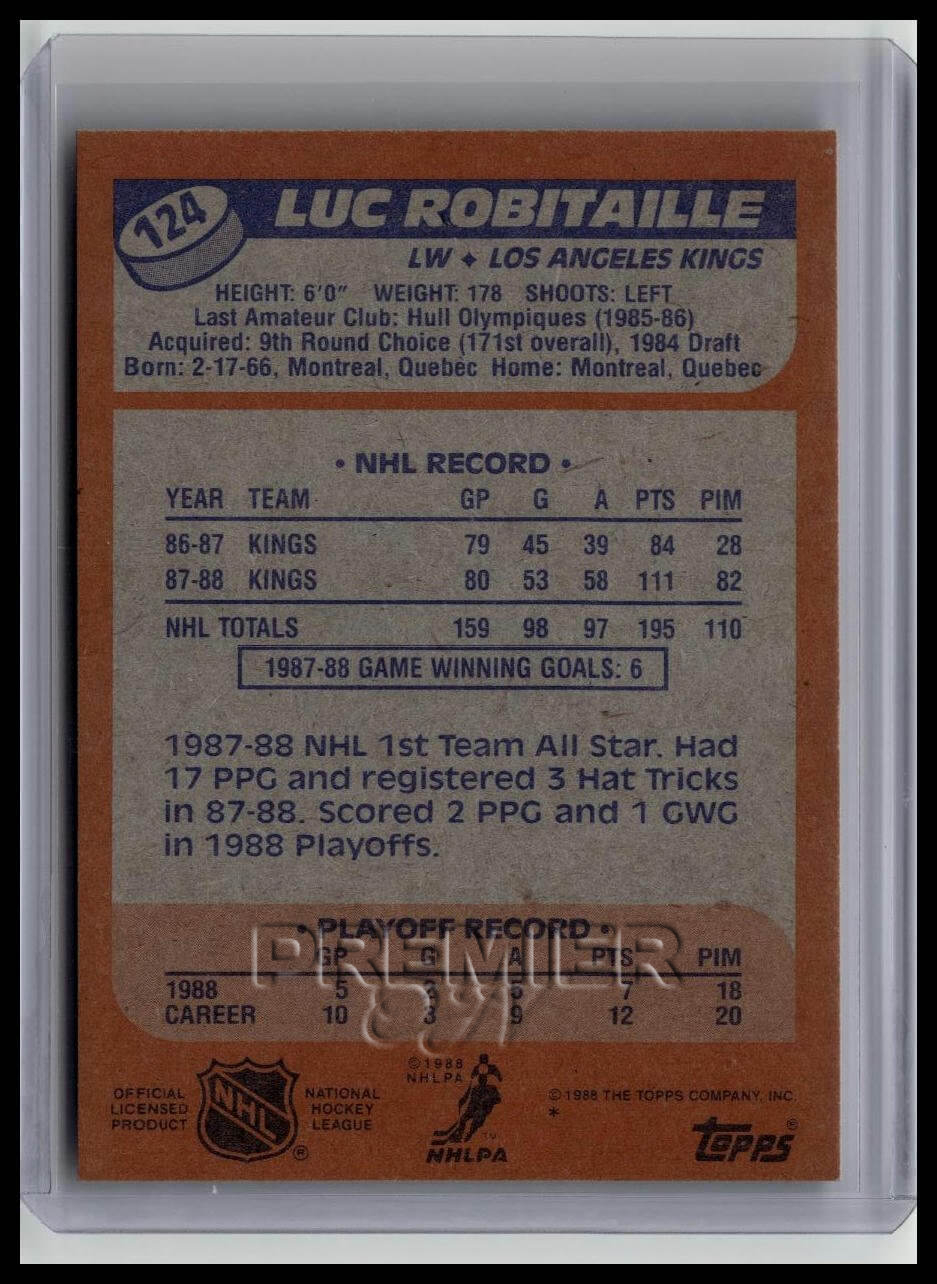 124
LUC ROBITAILLE
LW ✦ LOS ANGELES KINGS
HEIGHT: 6'0" WEIGHT: 178 SHOOTS: LEFT
Last Amateur Club: Hull Olympiques (1985-86)
Acquired: 9th Round Choice (171st overall), 1984 Draft
Born: 2-17-66, Montreal, Quebec Home: Montreal, Quebec
• NHL RECORD •
YEAR TEAM GP G A PTS PIM
86-87 KINGS 79 45 39 84 28
87-88 KINGS 80 53 58 111 82
NHL TOTALS 159 98 97 195 110
1987-88 GAME WINNING GOALS: 6
1987-88 NHL 1st Team All Star. Had
17 PPG and registered 3 Hat Tricks
in 87-88. Scored 2 PPG and 1 GWG
in 1988 Playoffs.
• PLAYOFF RECORD •
PREMIER
GP G A PTS PIM
1988 5 7 18
CAREER 10 3 9 12 20
OFFICIAL
LICENSED
PRODUCT
NHL
®
NATIONAL
HOCKEY
LEAGUE
©1988
NHLPA
TM
NHLPA
©1988 THE TOPPS COMPANY, INC.
*
Topps®